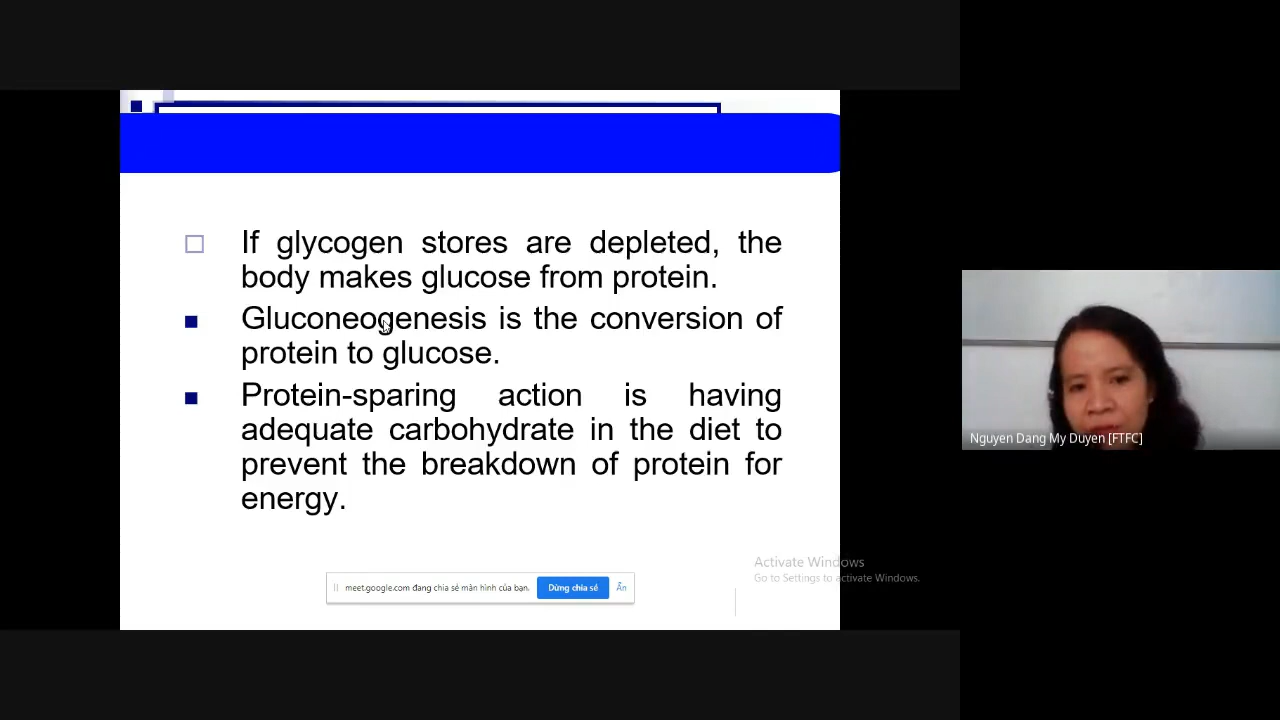 If glycogen stores are depleted, the
body makes glucose from protein.
Gluconeogenesis is the conversion of
protein to glucose.
Protein-sparing action is having
adequate carbohydrate in the diet to
prevent the breakdown of protein for
energy.
Nguyen Dang My Duyen [FTFC]
Activate Windows
Go to Settings to activate Windows.
meet.google.com đang chia sẻ màn hình của bạn.
Dừng chia sẻ
Ẩn